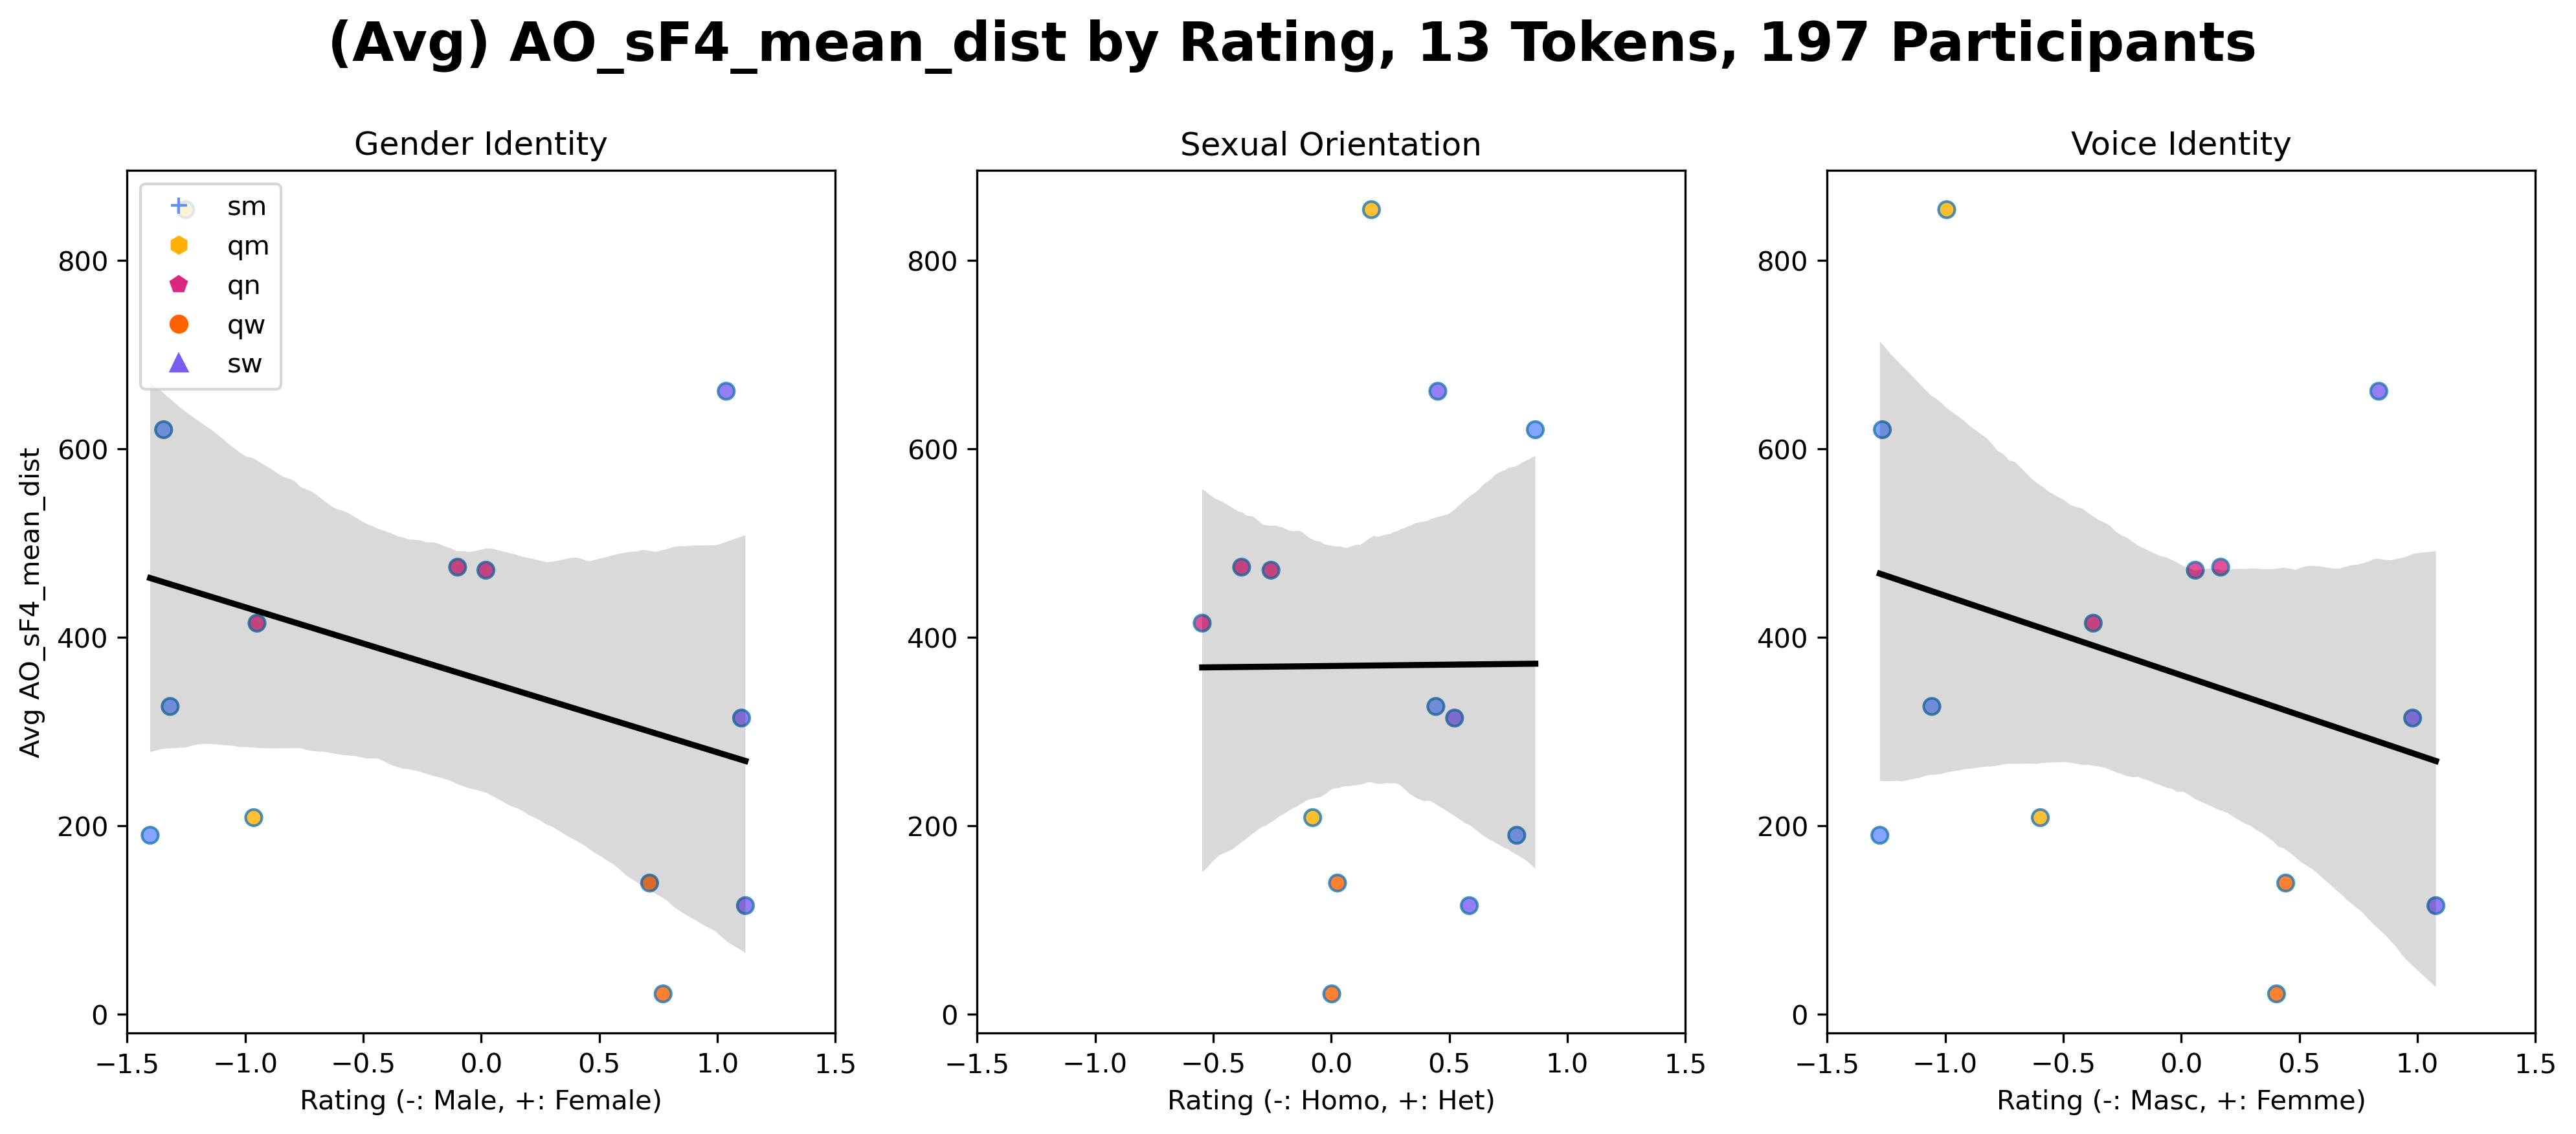 (Avg) AO_sF4_mean_dist by Rating, 13 Tokens, 197 Participants
Gender Identity
Sexual Orientation
Voice Identity
sm
qm
qn
qw
sw
Avg AO_sF4_mean_dist
800
600
400
200
0
800
600
400
200
0
800
600
400
200
0
−1.5 −1.0 −0.5 0.0 0.5 1.0 1.5
−1.5 −1.0 −0.5 0.0 0.5 1.0 1.5
−1.5 −1.0 −0.5 0.0 0.5 1.0 1.5
Rating (-: Male, +: Female)
Rating (-: Homo, +: Het)
Rating (-: Masc, +: Femme)